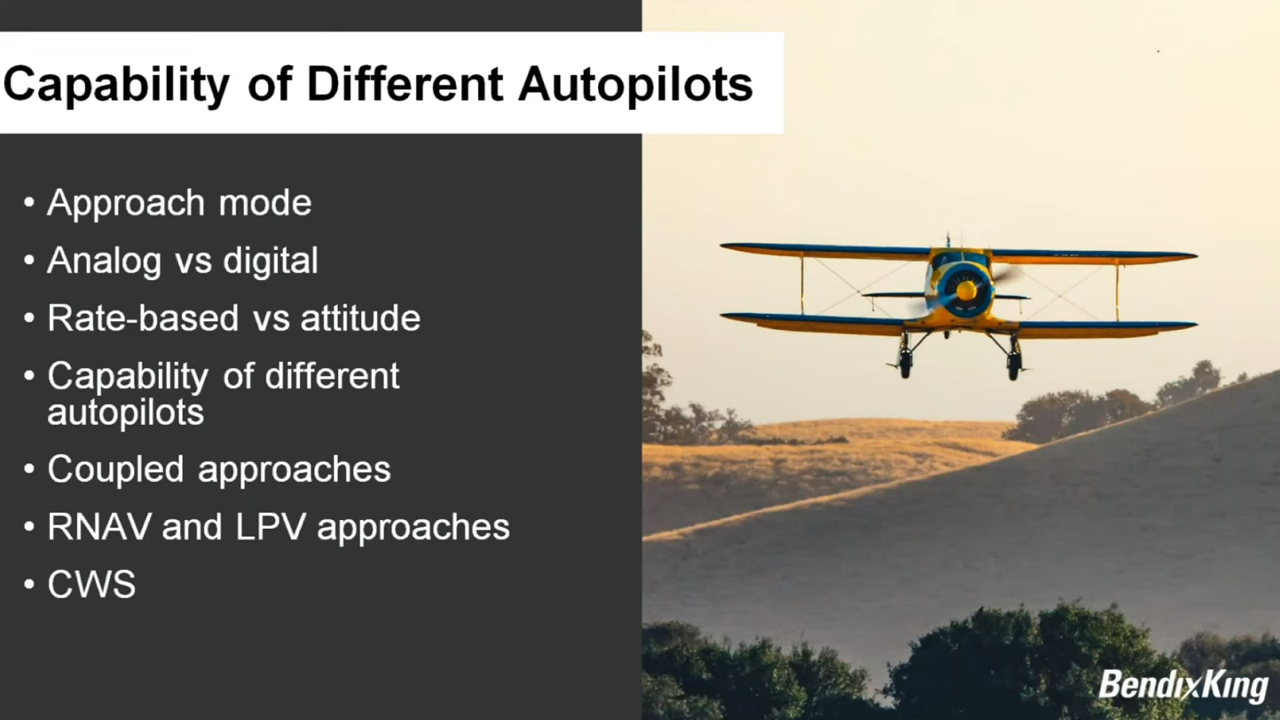 Capability of Different Autopilots
• Approach mode
• Analog vs digital
• Rate-based vs attitude
• Capability of different
autopilots
• Coupled approaches
• RNAV and LPV approaches
• CWS
BendixKing